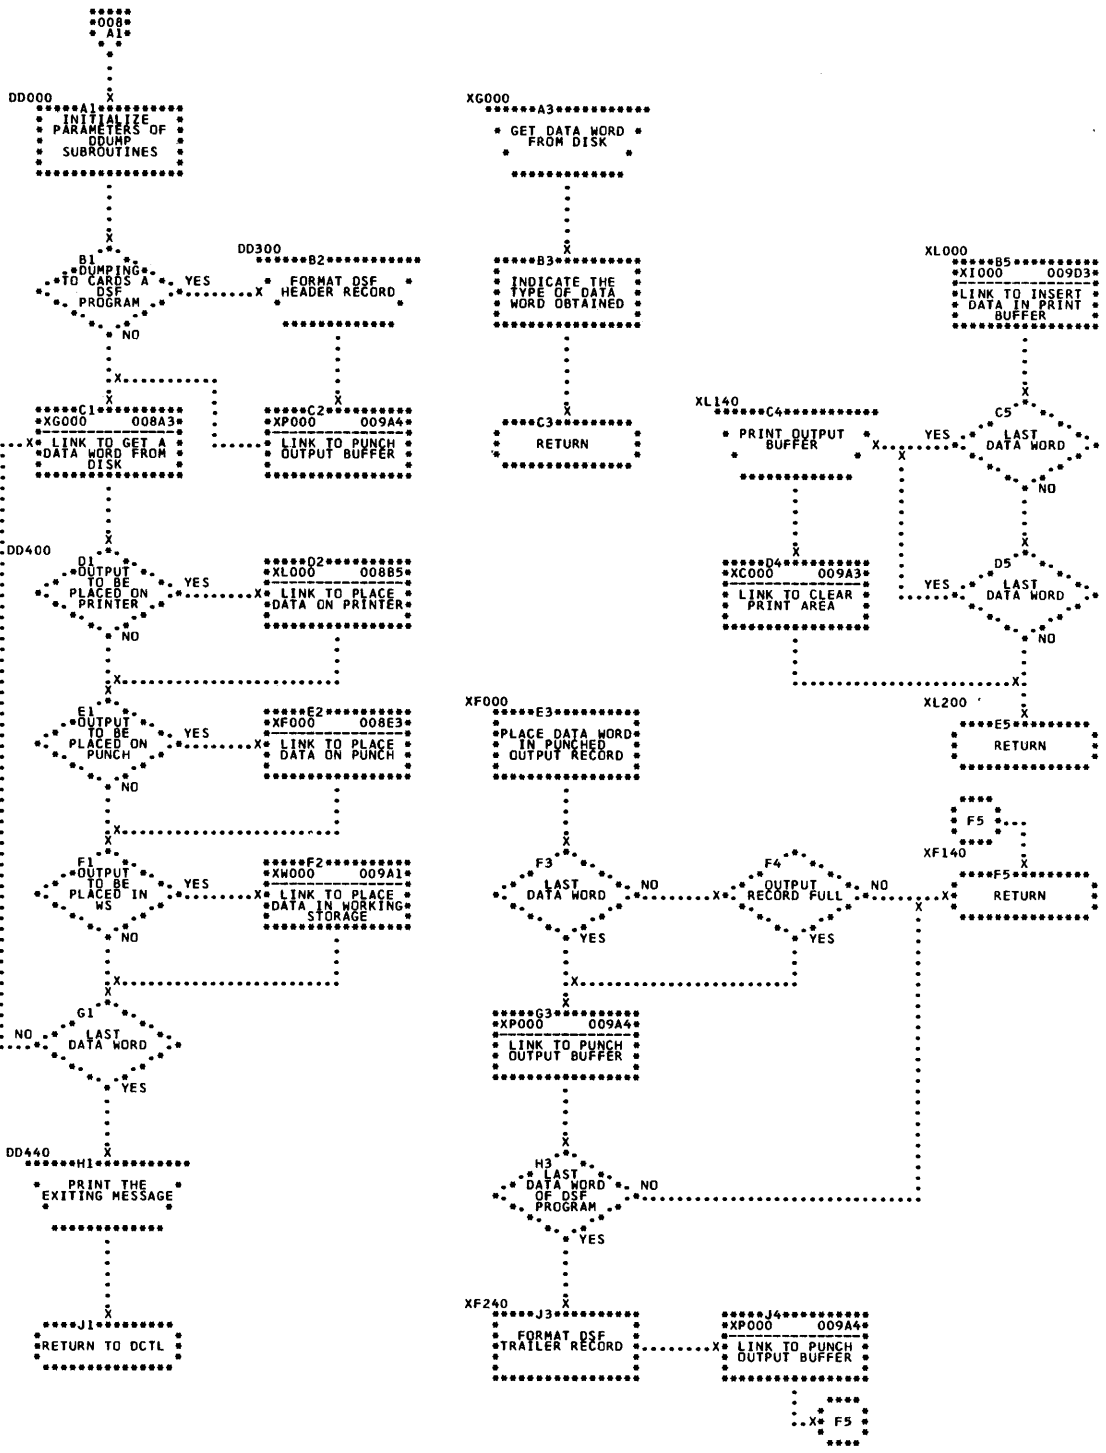 008
A1
DD000
A1
INITIALIZE
PARAMETERS OF
DDUMP
SUBROUTINES
B1
DUMPING
TO CARDS A
DSF
PROGRAM
YES
NO
DD300
B2
FORMAT DSF
HEADER RECORD
C1
XG000 008A3
LINK TO GET A
DATA WORD FROM
DISK
C2
XP000 009A4
LINK TO PUNCH
OUTPUT BUFFER
DD400
D1
OUTPUT
TO BE
PLACED ON
PRINTER
YES
NO
D2
XL000 008B5
LINK TO PLACE
DATA ON PRINTER
E1
OUTPUT
TO BE
PLACED ON
PUNCH
YES
NO
E2
XF000 008E3
LINK TO PLACE
DATA ON PUNCH
F1
OUTPUT
TO BE
PLACED IN
WS
YES
NO
F2
XW000 009A1
LINK TO PLACE
DATA IN WORKING
STORAGE
G1
LAST
DATA WORD
NO
YES
DD440
H1
PRINT THE
EXITING MESSAGE
J1
RETURN TO DCTL
XG000
A3
GET DATA WORD
FROM DISK
B3
INDICATE THE
TYPE OF DATA
WORD OBTAINED
C3
RETURN
XL000
B5
XI000 009D3
LINK TO INSERT
DATA IN PRINT
BUFFER
XL140
C4
PRINT OUTPUT
BUFFER
C5
LAST
DATA WORD
YES
NO
D4
XC000 009A3
LINK TO CLEAR
PRINT AREA
D5
LAST
DATA WORD
YES
NO
XL200
E5
RETURN
XF000
E3
PLACE DATA WORD
IN PUNCHED
OUTPUT RECORD
F5
XF140
F3
LAST
DATA WORD
NO
YES
F4
OUTPUT
RECORD FULL
NO
YES
F5
RETURN
G3
XP000 009A4
LINK TO PUNCH
OUTPUT BUFFER
H3
LAST
DATA WORD
OF DSF
PROGRAM
NO
YES
XF240
J3
FORMAT DSF
TRAILER RECORD
J4
XP000 009A4
LINK TO PUNCH
OUTPUT BUFFER
F5